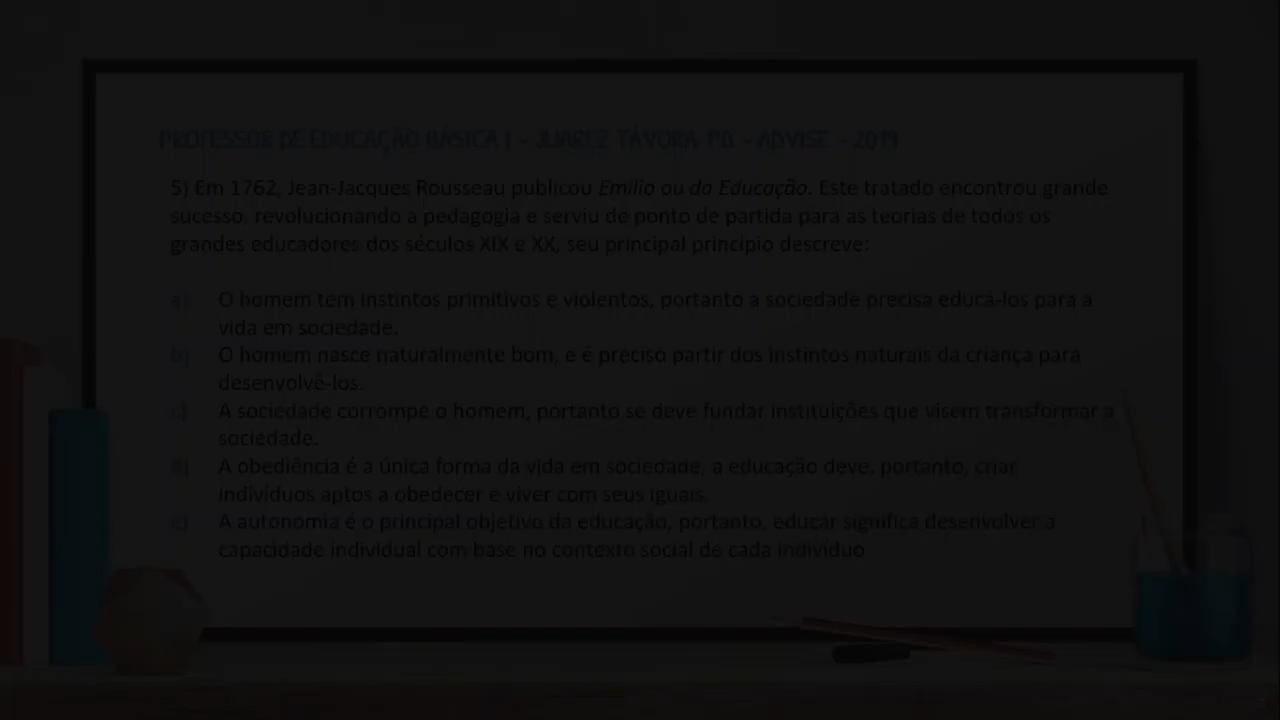 PROFESSOR DE EDUCAÇÃO BÁSICA I – JUAREZ TÁVORA-PB – ADVISE – 2019
5) Em 1762, Jean-Jacques Rousseau publicou Emílio ou da Educação. Este tratado encontrou grande
sucesso, revolucionando a pedagogia e serviu de ponto de partida para as teorias de todos os
grandes educadores dos séculos XIX e XX, seu principal princípio descreve:
a) O homem tem instintos primitivos e violentos, portanto a sociedade precisa educá-los para a
vida em sociedade.
b) O homem nasce naturalmente bom, e é preciso partir dos instintos naturais da criança para
desenvolvê-los.
c) A sociedade corrompe o homem, portanto se deve fundar instituições que visem transformar a
sociedade.
d) A obediência é a única forma da vida em sociedade, a educação deve, portanto, criar
indivíduos aptos a obedecer e viver com seus iguais.
e) A autonomia é o principal objetivo da educação, portanto, educar significa desenvolver a
capacidade individual com base no contexto social de cada indivíduo